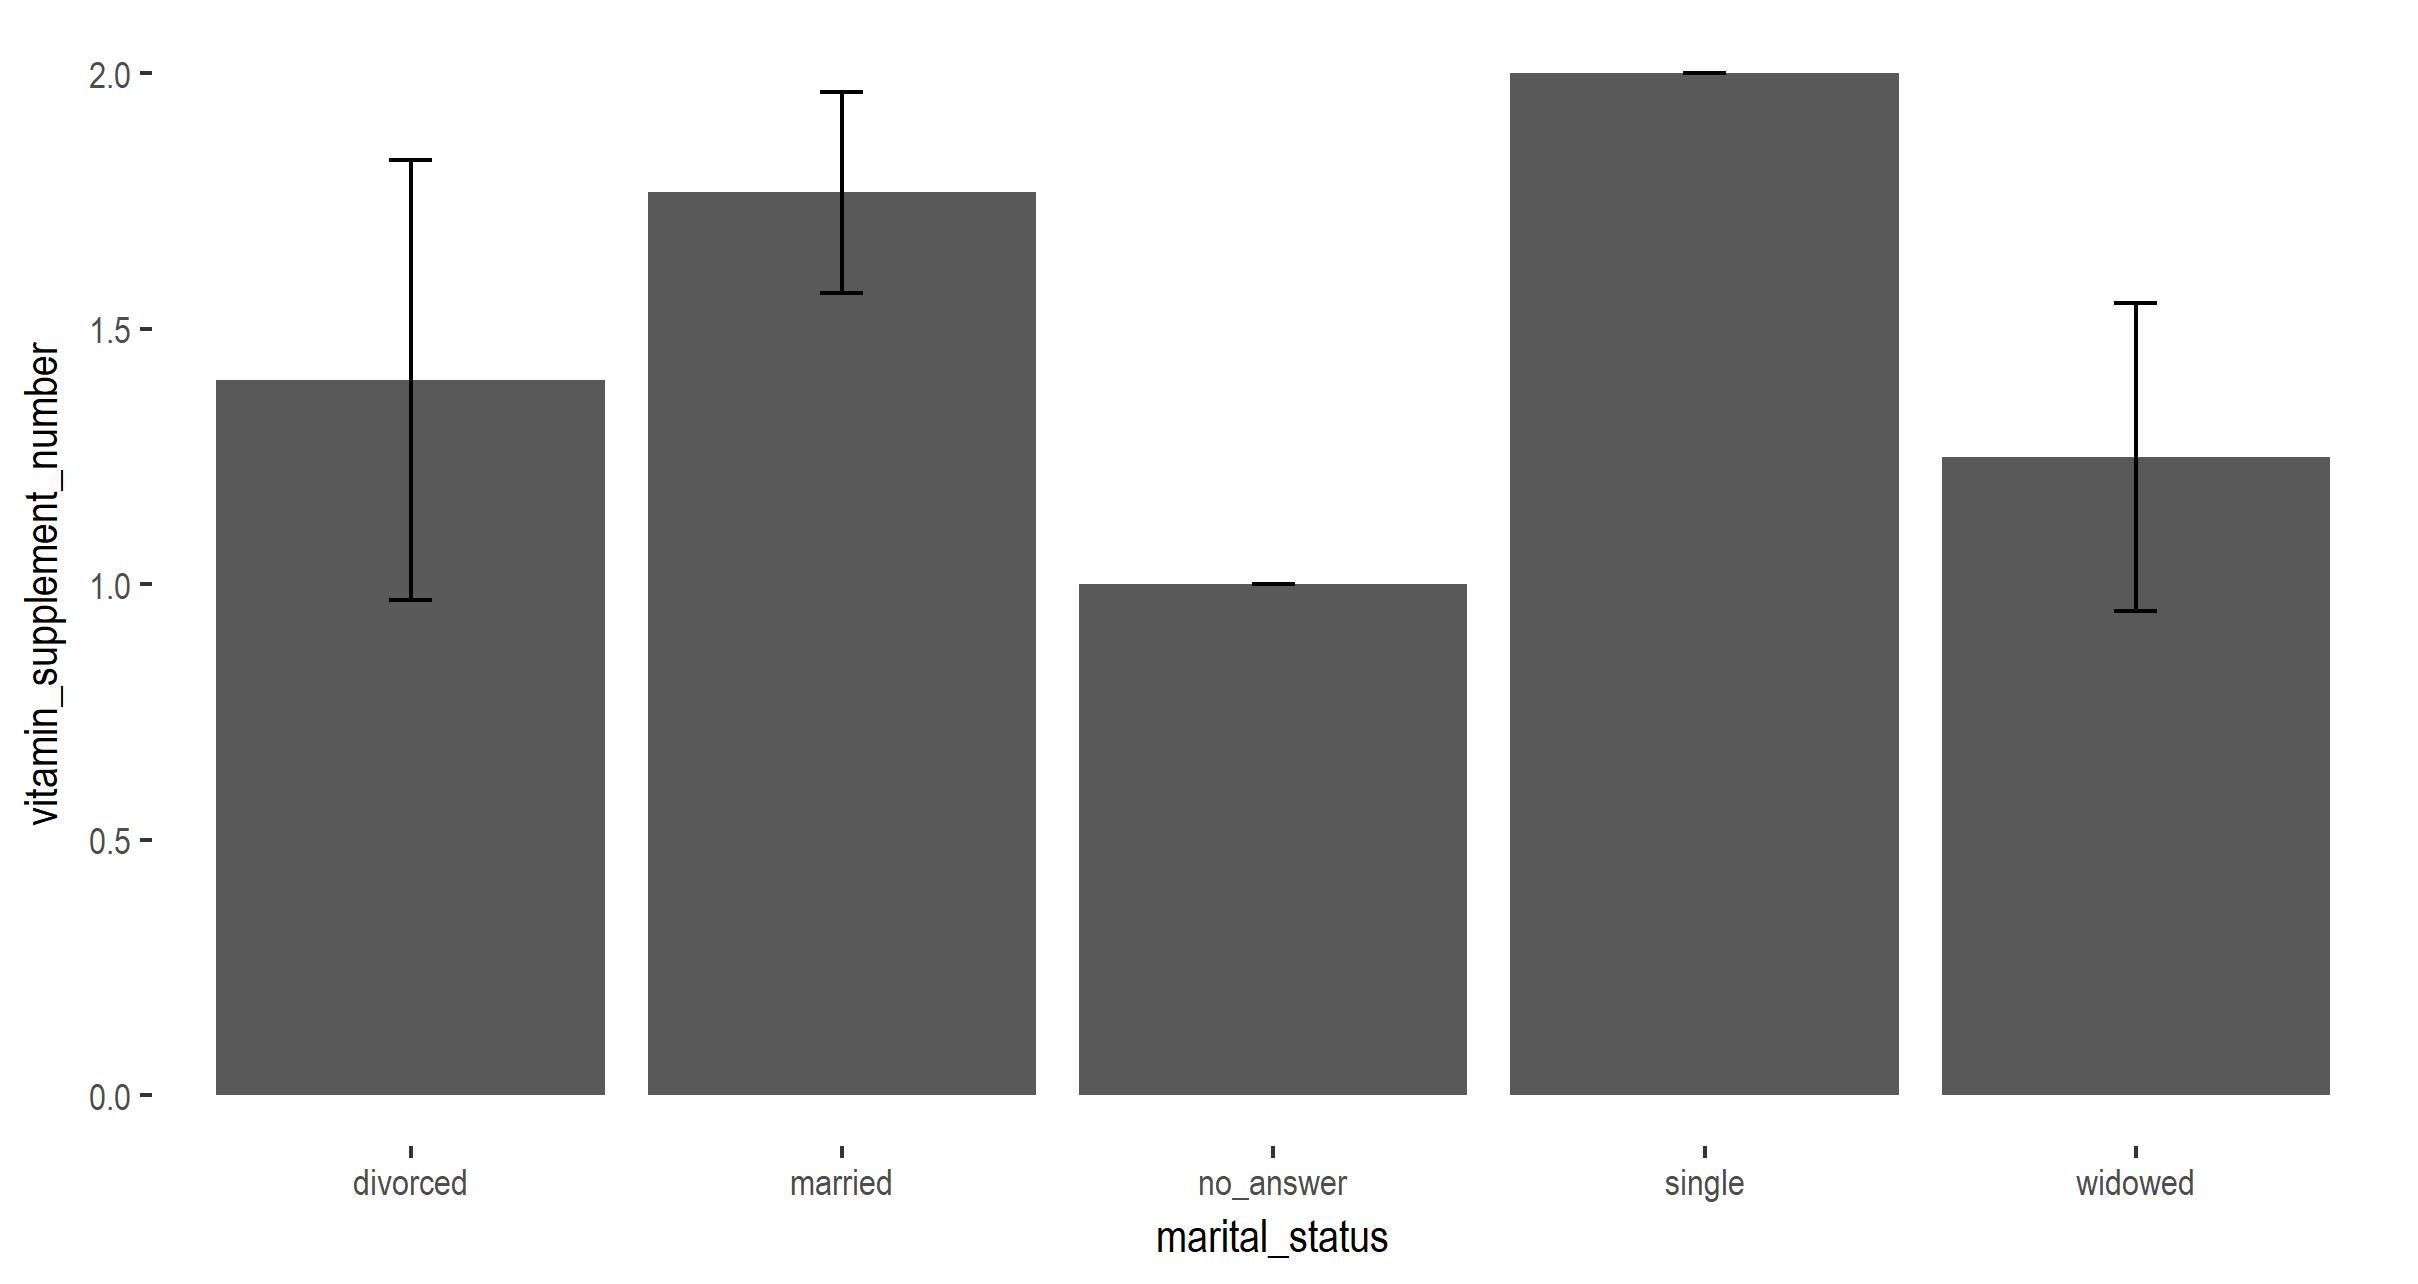 2.0
1.5
1.0
0.5
0.0
vitamin_supplement_number
divorced married no_answer single widowed
marital_status